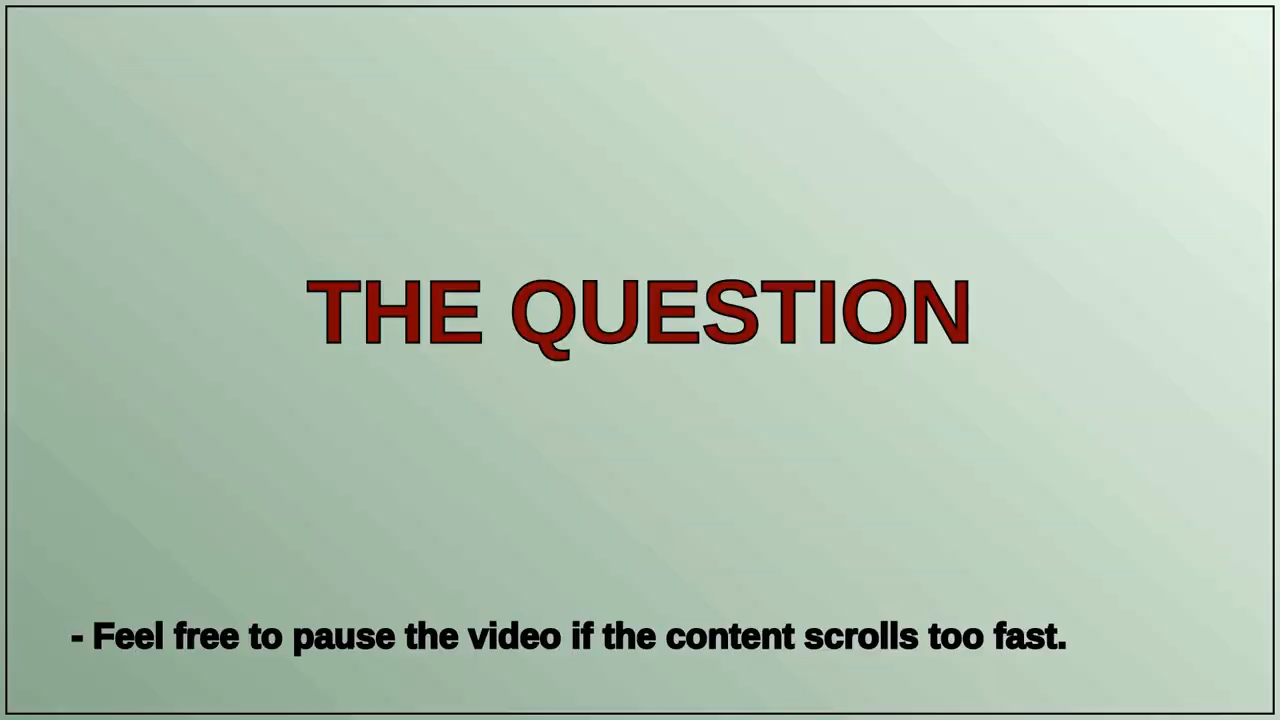 THE QUESTION
- Feel free to pause the video if the content scrolls too fast.